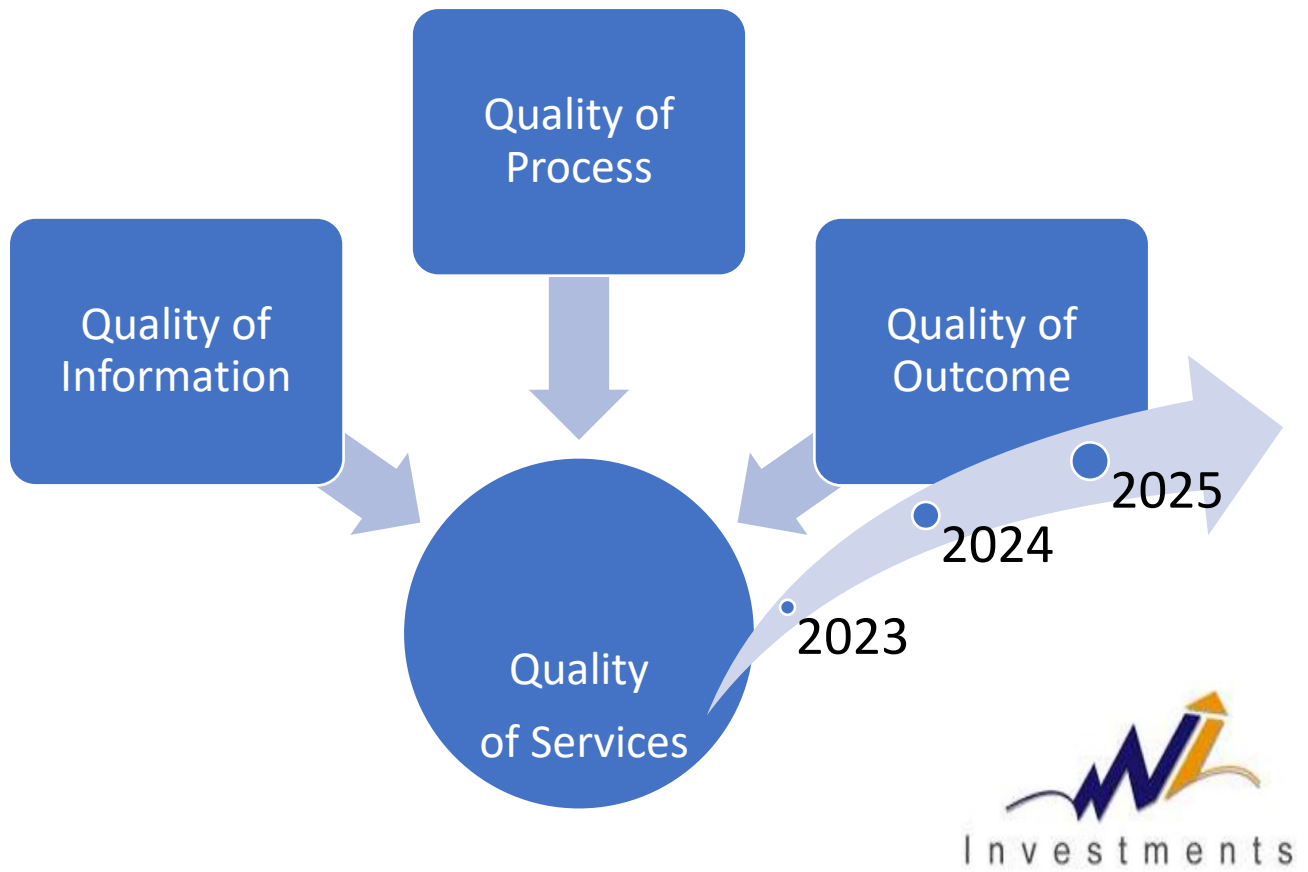 Quality of
Process
Quality of
Information
Quality of
Outcome
2025
2024
2023
Quality
of Services
Investments